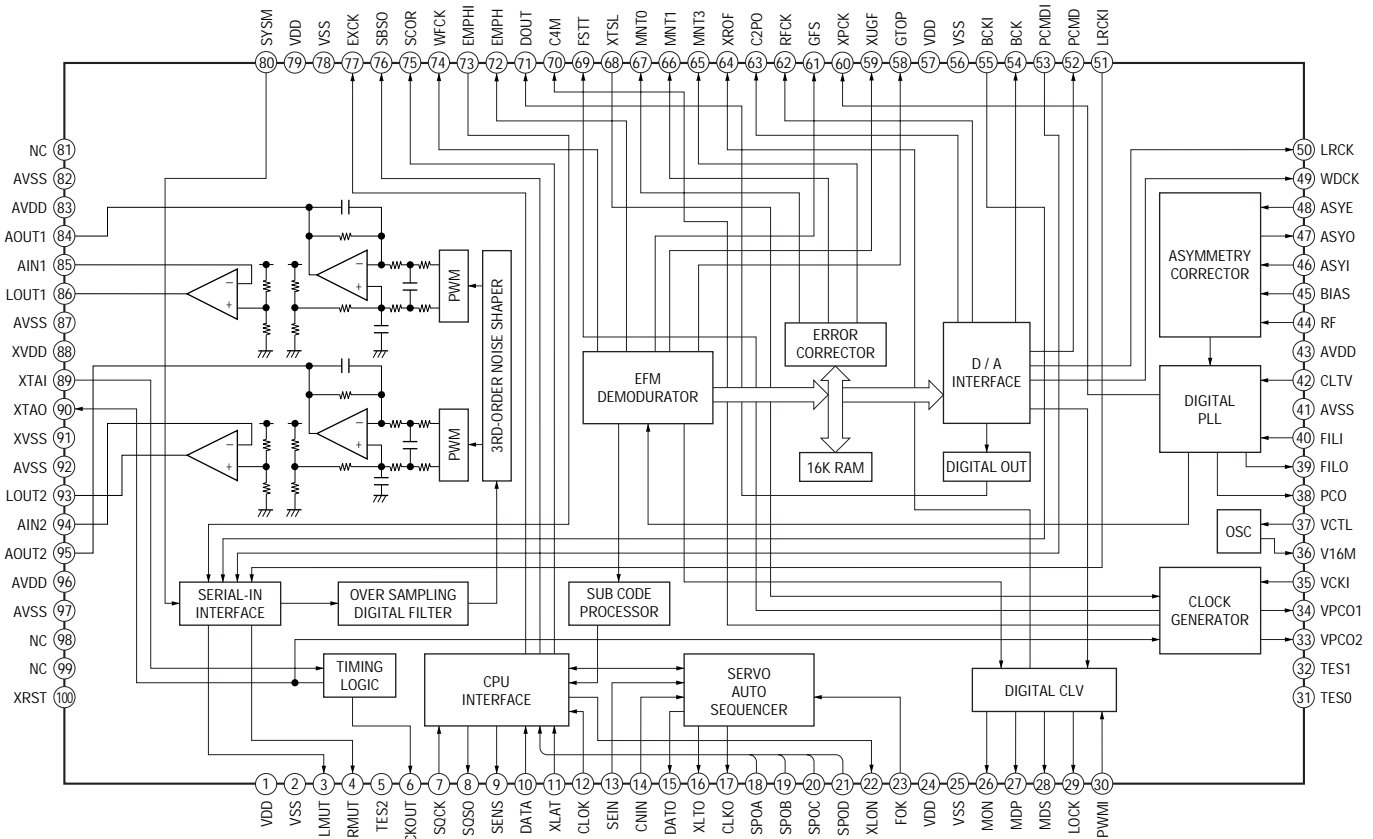 SYSM
VDD
VSS
EXCK
SBSO
SCOR
WFCK
EMPHI
EMPH
DOUT
C4M
FSTT
XTSL
MNT0
MNT1
MNT3
XROF
C2PO
RFCK
GFS
XPCK
XUGF
GTOP
VDD
VSS
BCKI
BCK
PCMDI
PCMD
LRCKI
80 79 78 77 76 75 74 73 72 71 70 69 68 67 66 65 64 63 62 61 60 59 58 57 56 55 54 53 52 51
NC 81
AVSS 82
AVDD 83
AOUT1 84
AIN1 85
LOUT1 86
AVSS 87
XVDD 88
XTAI 89
XTAO 90
XVSS 91
AVSS 92
LOUT2 93
AIN2 94
AOUT2 95
AVDD 96
AVSS 97
NC 98
NC 99
XRST 100
50 LRCK
49 WDCK
48 ASYE
47 ASYO
46 ASYI
45 BIAS
44 RF
43 AVDD
42 CLTV
41 AVSS
40 FILI
39 FILO
38 PCO
37 VCTL
36 V16M
35 VCKI
34 VPCO1
33 VPCO2
32 TES1
31 TES0
−
+
−
+
PWM
−
+
−
+
PWM
3RD-ORDER NOISE SHAPER
ERROR
CORRECTOR
EFM
DEMODURATOR
D / A
INTERFACE
16K RAM
DIGITAL OUT
ASYMMETRY
CORRECTOR
DIGITAL
PLL
OSC
CLOCK
GENERATOR
SERIAL-IN
INTERFACE
OVER SAMPLING
DIGITAL FILTER
SUB CODE
PROCESSOR
TIMING
LOGIC
CPU
INTERFACE
SERVO
AUTO
SEQUENCER
DIGITAL CLV
1 2 3 4 5 6 7 8 9 10 11 12 13 14 15 16 17 18 19 20 21 22 23 24 25 26 27 28 29 30
VDD
VSS
LMUT
RMUT
TES2
CKOUT
SQCK
SQSO
SENS
DATA
XLAT
CLOK
SEIN
CNIN
DATO
XLTO
CLKO
SPOA
SPOB
SPOC
SPOD
XLON
FOK
VDD
VSS
MON
MDP
MDS
LOCK
PWMI